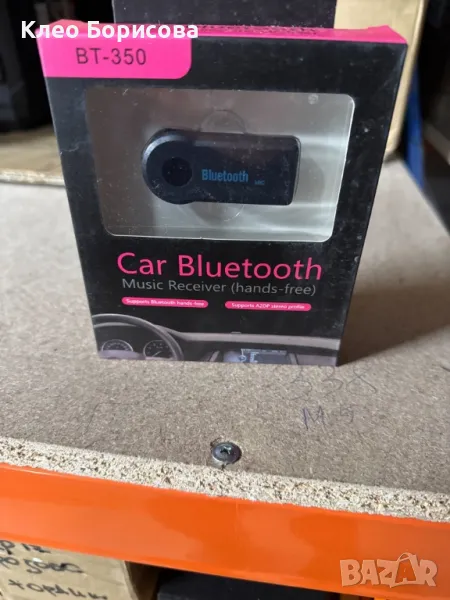 Клео Борисова
BT-350
Bluetooth
Car Bluetooth
Music Receiver (hands-free)
Supports Bluetooth hands-free
Supports A2DP stereo profile
BAZAR